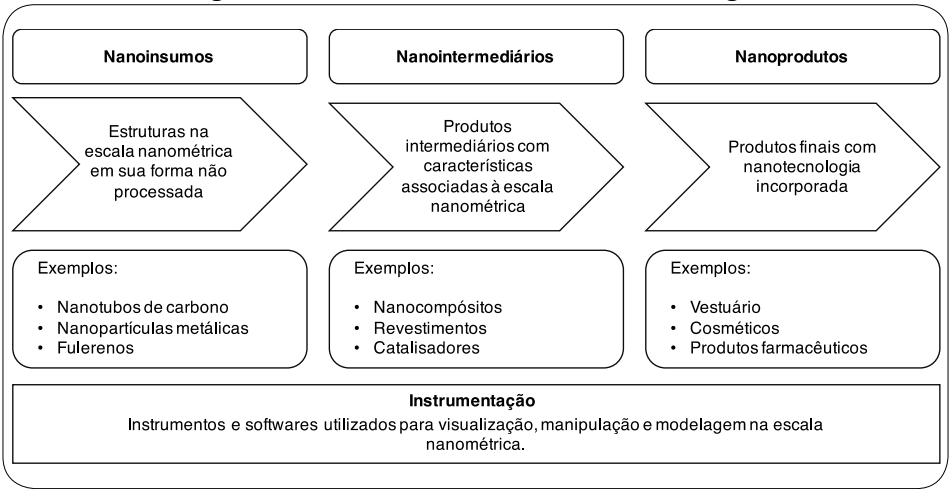 Nanoinsumos
Nanointermediários
Nanoprodutos
Estruturas na
escala nanométrica
em sua forma não
processada
Produtos
intermediários com
características
associadas à escala
nanométrica
Produtos finais com
nanotecnologia
incorporada
Exemplos:
• Nanotubos de carbono
• Nanopartículas metálicas
• Fulerenos
Exemplos:
• Nanocompósitos
• Revestimentos
• Catalisadores
Exemplos:
• Vestuário
• Cosméticos
• Produtos farmacêuticos
Instrumentação
Instrumentos e softwares utilizados para visualização, manipulação e modelagem na escala
nanométrica.